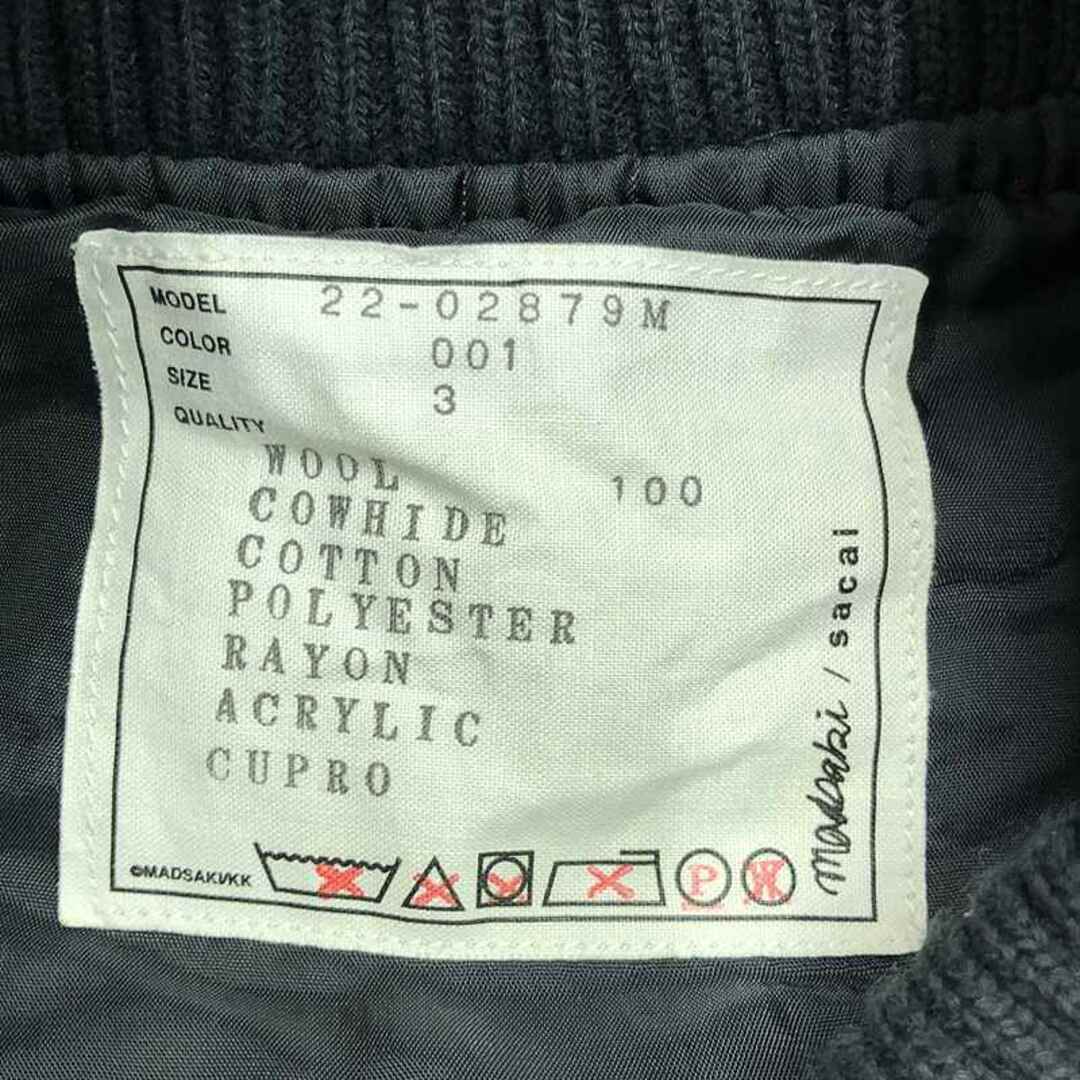 MODEL 22-02879M
COLOR 001
SIZE 3
QUALITY
WOOL 100
COWHIDE
COTTON
POLYESTER
RAYON
ACRYLIC
CUPRO
©MADSAKI/KK
P
W
madsaki / sacai